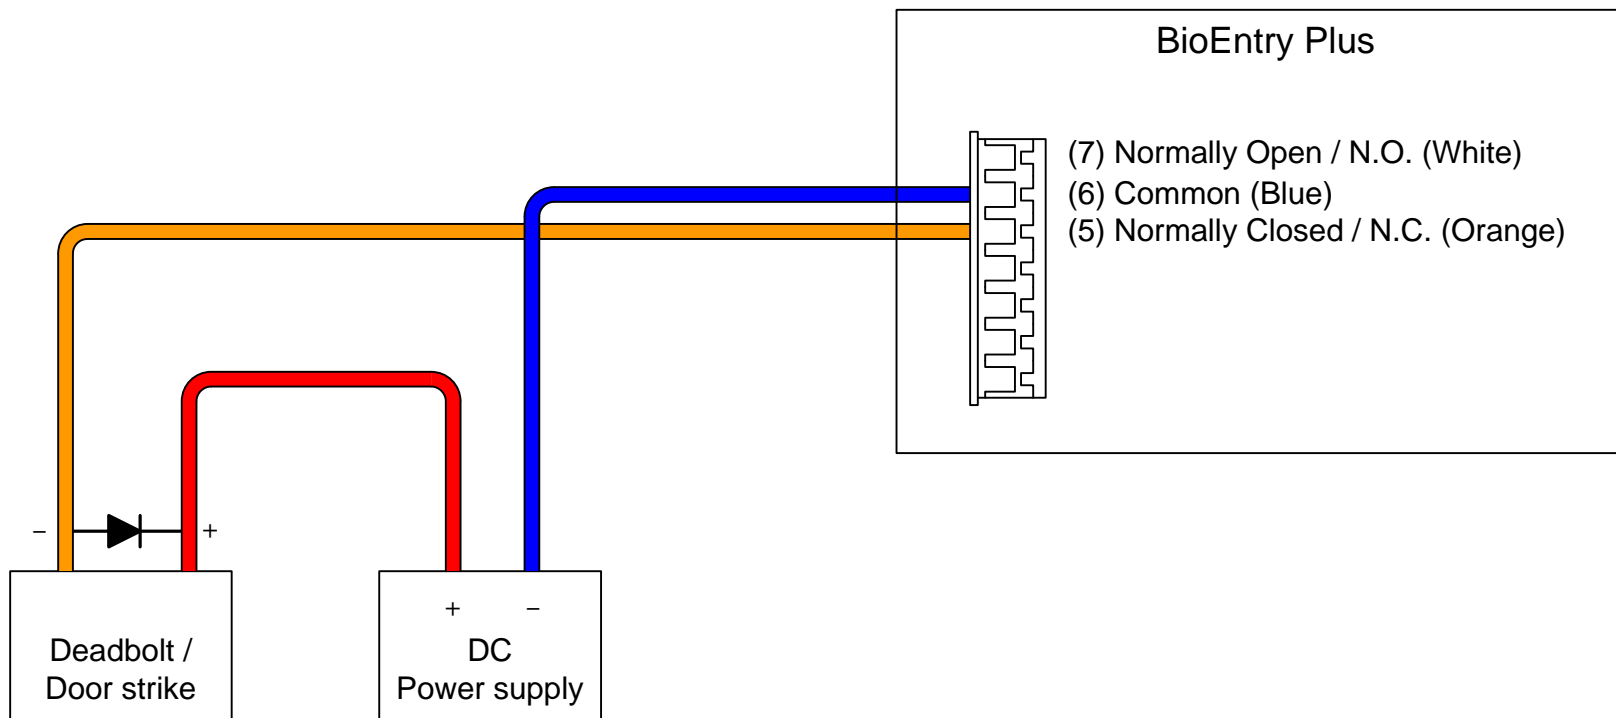 BioEntry Plus
(7) Normally Open / N.O. (White)
(6) Common (Blue)
(5) Normally Closed / N.C. (Orange)
− +
+ −
Deadbolt /
Door strike
DC
Power supply